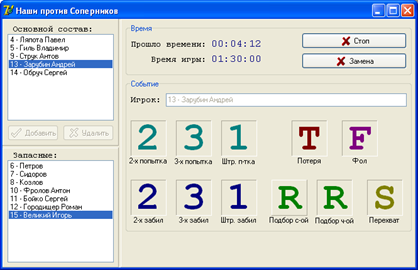 Наши против Соперников
Основной состав:
4 - Ляпота Павел
5 - Гиль Владимир
9 - Струк Антов
13 - Зарубин Андрей
14 - Обруч Сергей
Добавить Удалить
Запасные:
6 - Петров
7 - Сидоров
8 - Козлов
10 - Фролов Антон
11 - Бойко Сергей
12 - Городищер Роман
15 - Великий Игорь
Время
Прошло времени: 00:04:12
Время игры: 01:30:00
Стоп
Замена
Событие
Игрок: 13 - Зарубин Андрей
2 3 1 T F
2-х попытка 3-х попытка Штр. п-тка Потеря Фол
2 3 1 R R S
2-х забил 3-х забил Штр. забил Подбор с-ой Подбор ч-ой Перехват